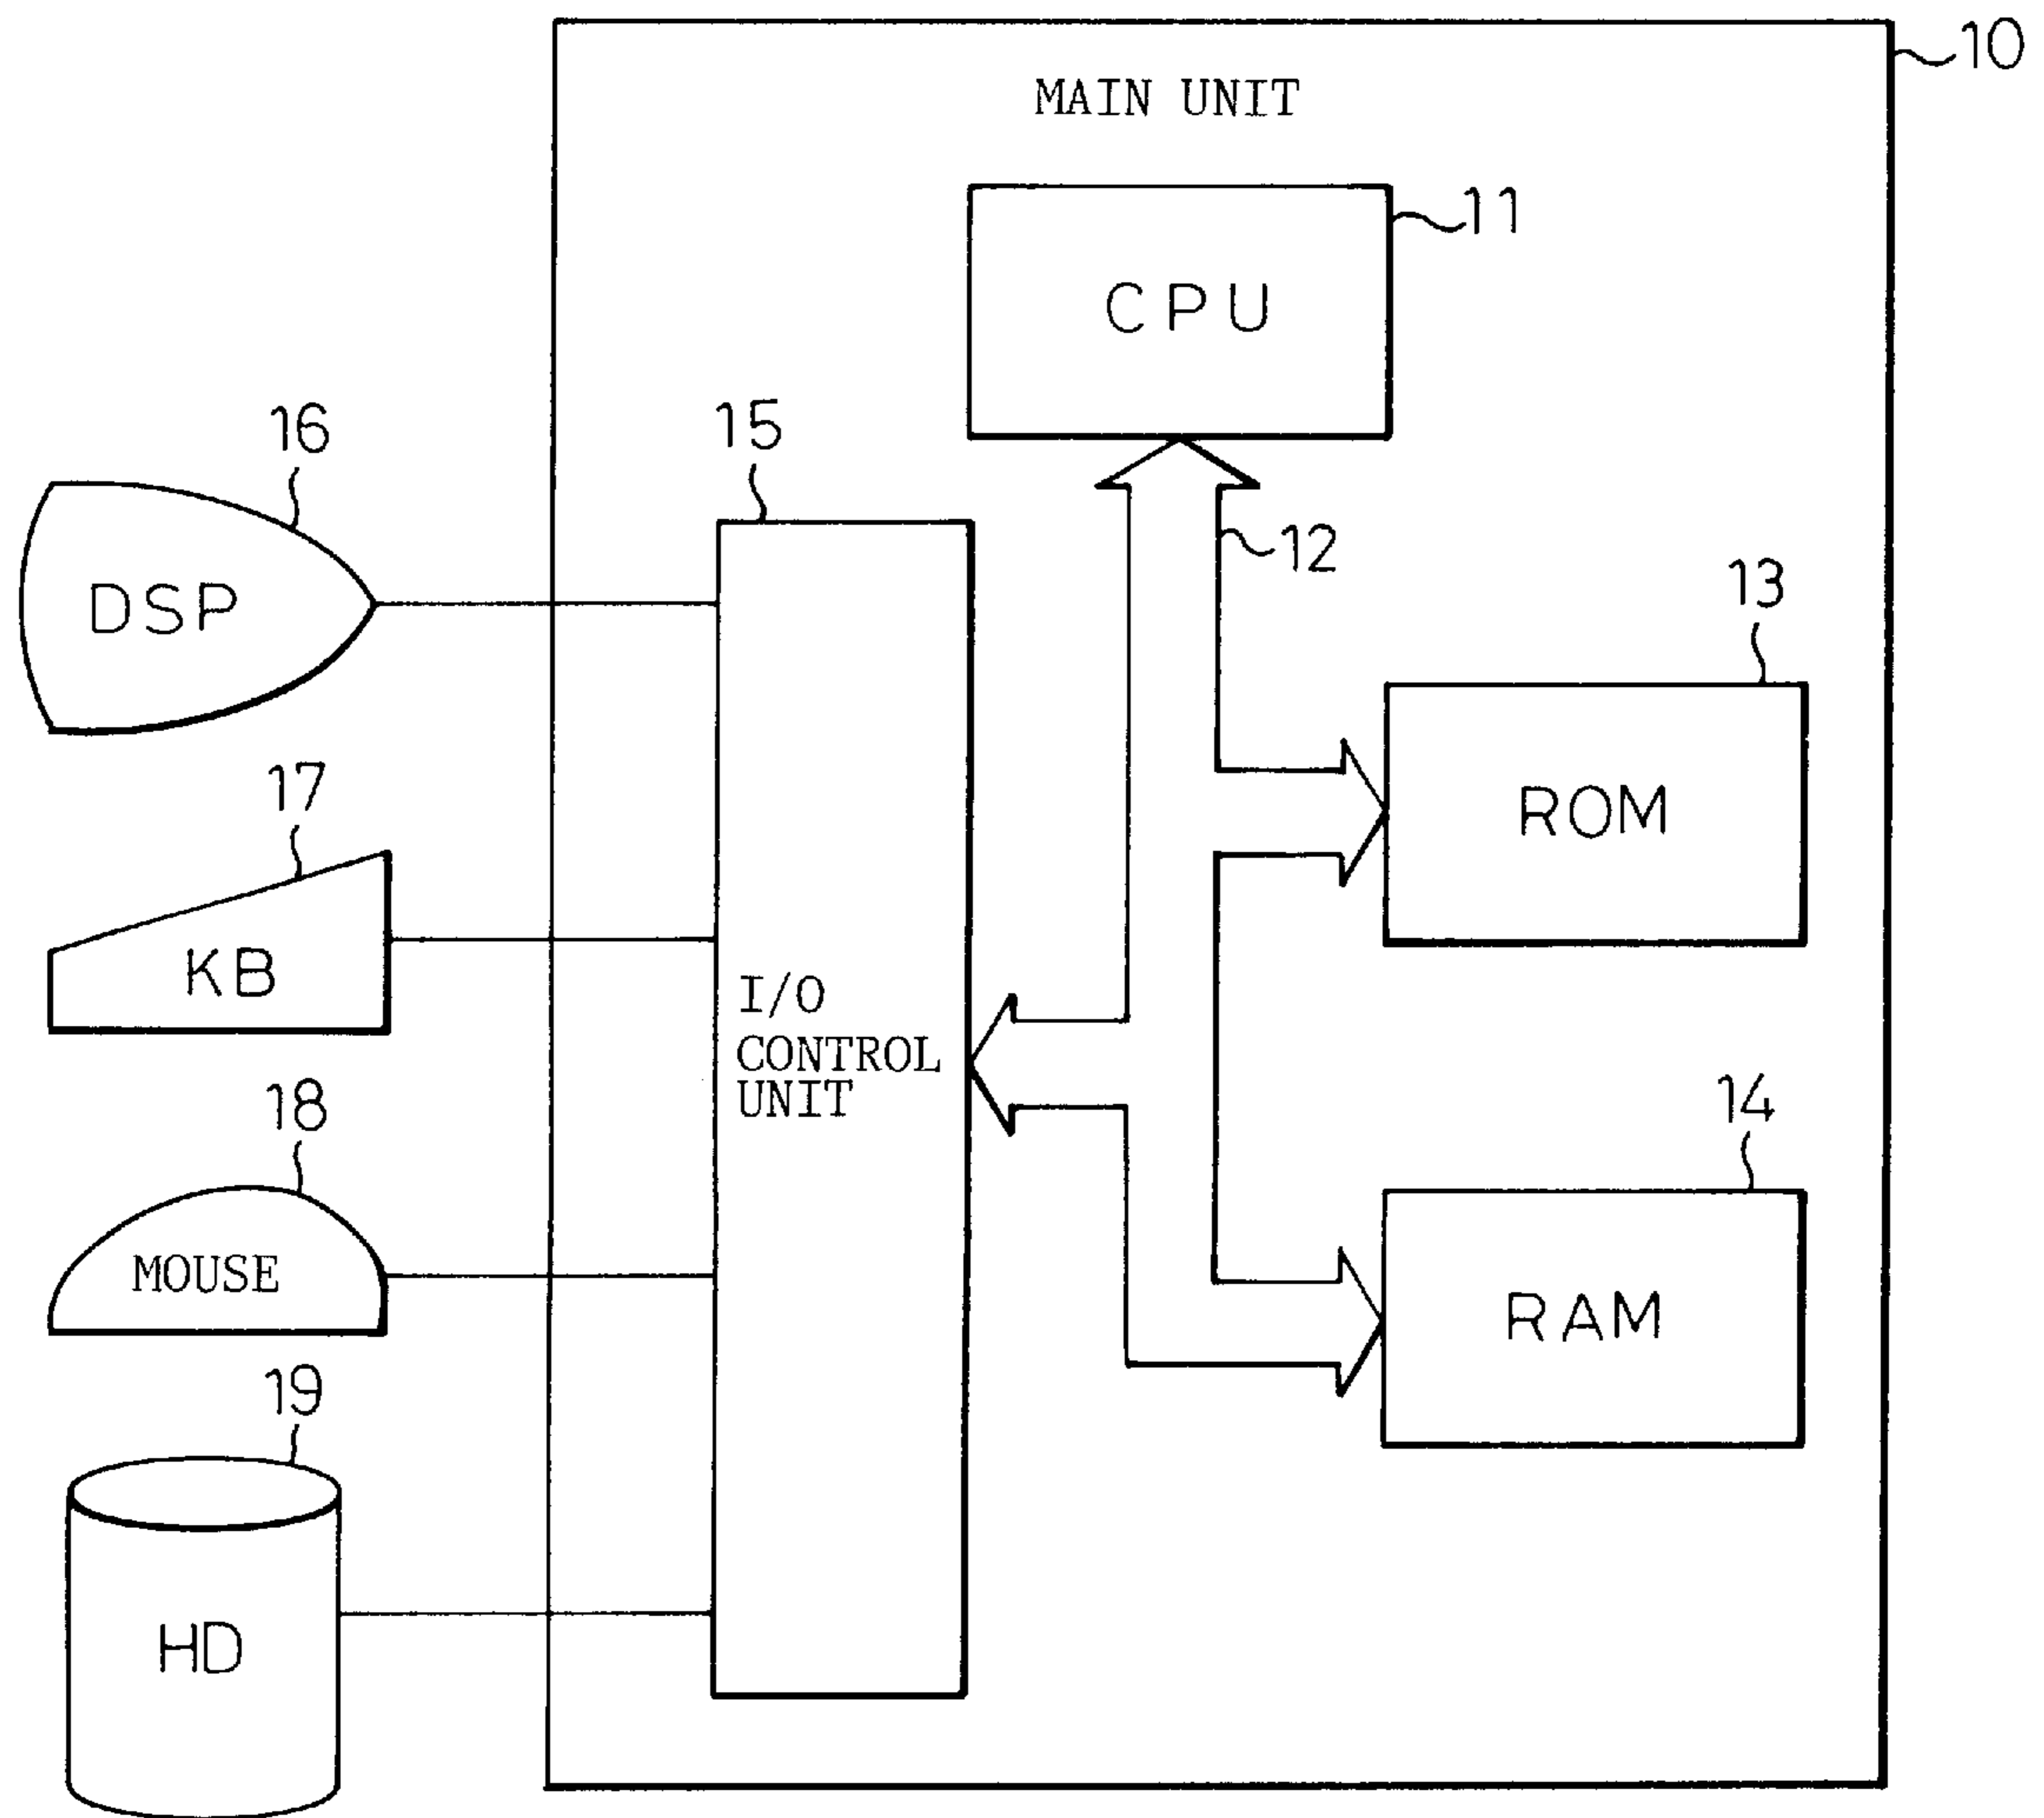 10
MAIN UNIT
11
CPU
16
15
12
DSP
13
17
ROM
KB
I/O
CONTROL
UNIT
18
14
MOUSE
RAM
19
HD